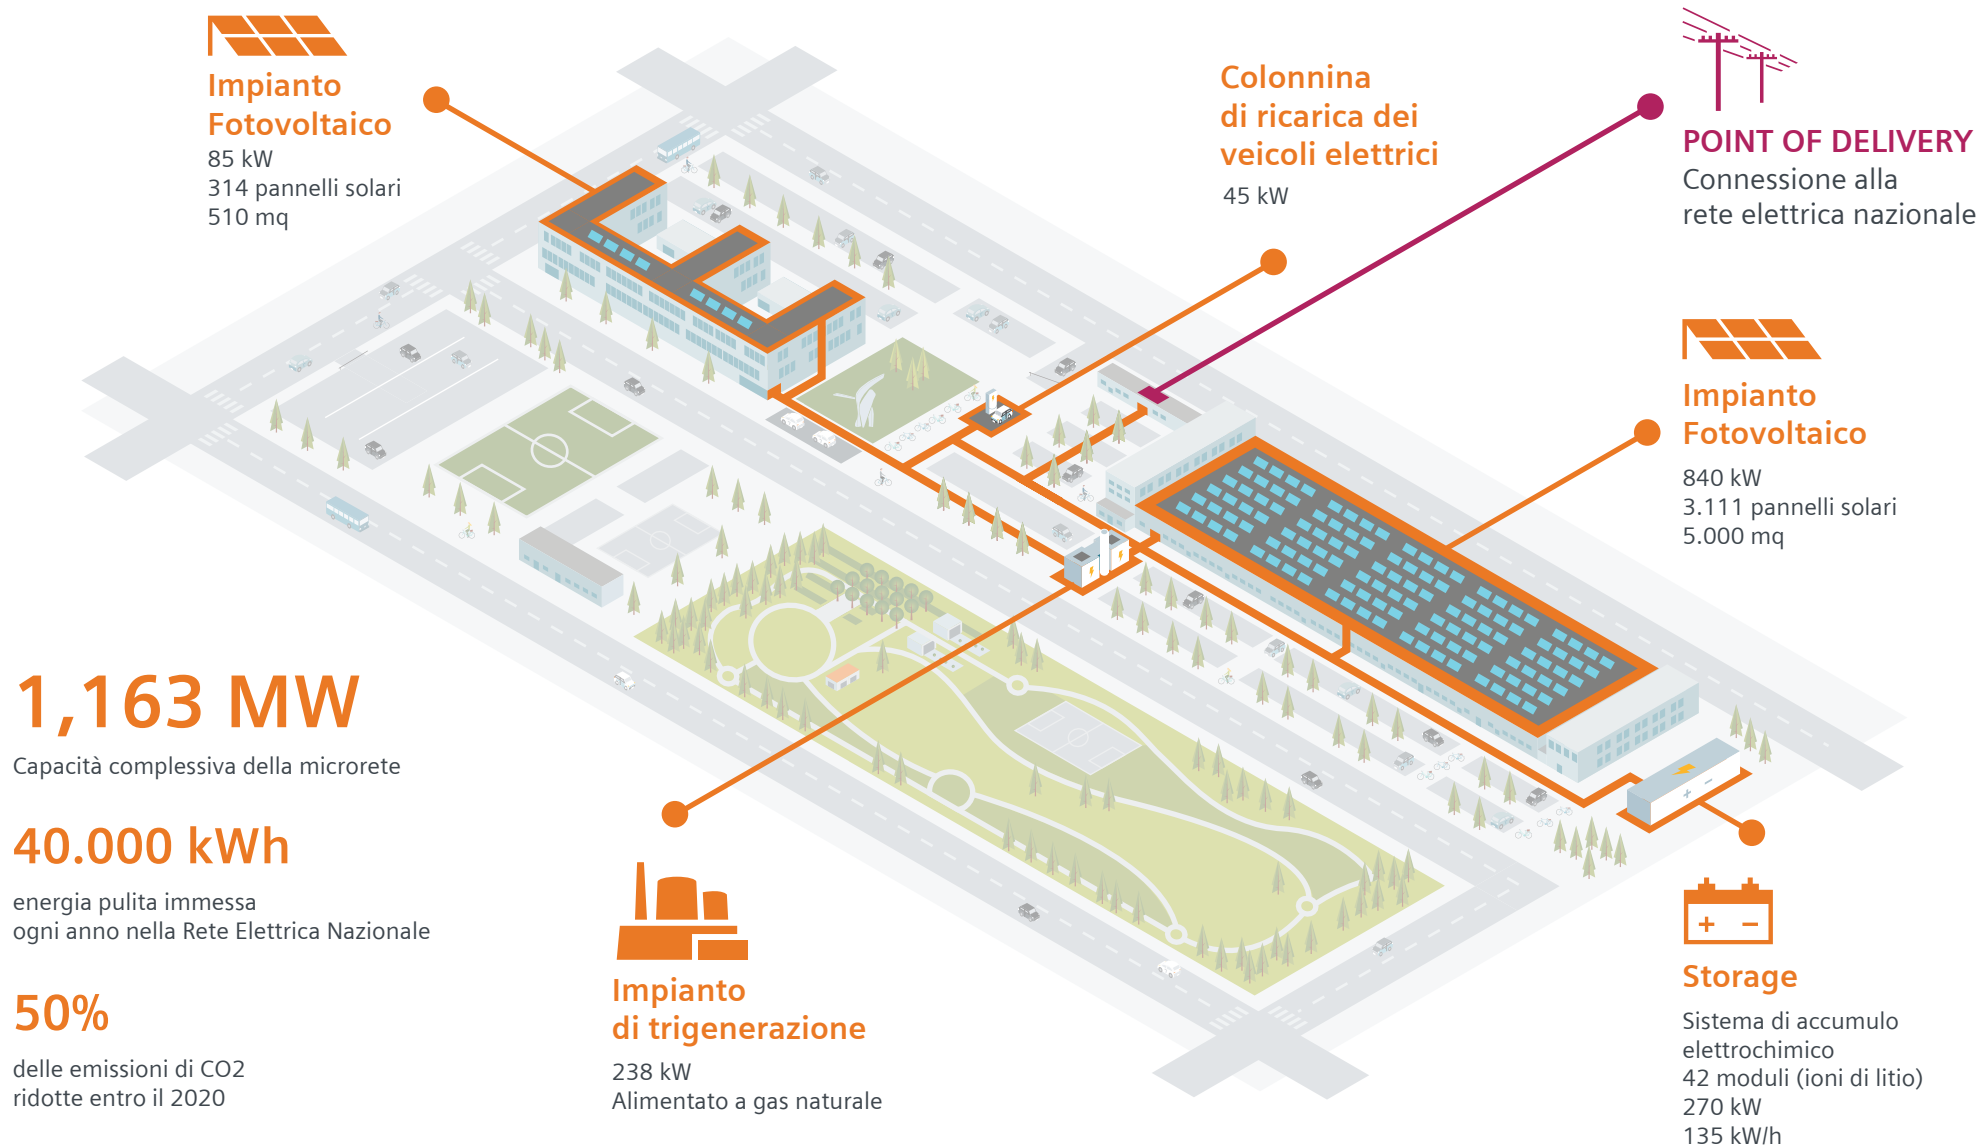 Impianto
Fotovoltaico
85 kW
314 pannelli solari
510 mq
Colonnina
di ricarica dei
veicoli elettrici
45 kW
POINT OF DELIVERY
Connessione alla
rete elettrica nazionale
Impianto
Fotovoltaico
840 kW
3.111 pannelli solari
5.000 mq
1,163 MW
Capacità complessiva della microrete
40.000 kWh
energia pulita immessa
ogni anno nella Rete Elettrica Nazionale
50%
delle emissioni di CO2
ridotte entro il 2020
Impianto
di trigenerazione
238 kW
Alimentato a gas naturale
Storage
Sistema di accumulo
elettrochimico
42 moduli (ioni di litio)
270 kW
135 kW/h